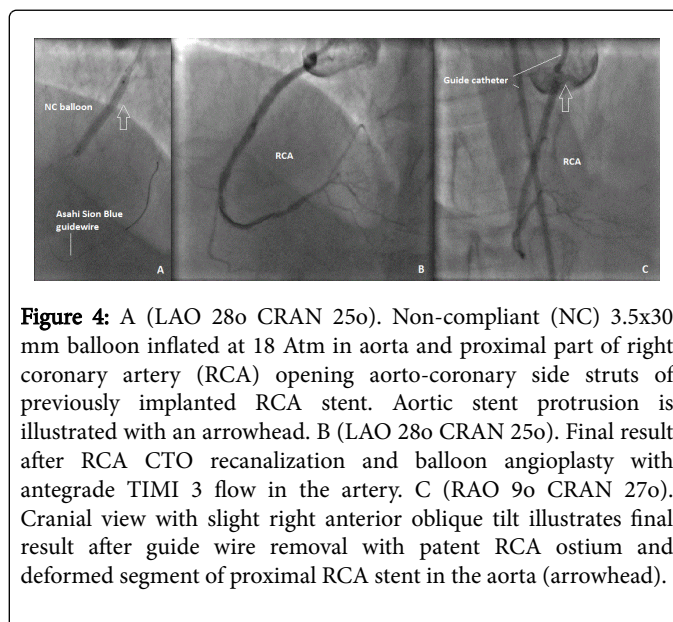 NC balloon
Asahi Sion Blue
guidewire
A
RCA
B
Guide catheter
RCA
C
Figure 4: A (LAO 28o CRAN 25o). Non-compliant (NC) 3.5x30
mm balloon inflated at 18 Atm in aorta and proximal part of right
coronary artery (RCA) opening aorto-coronary side struts of
previously implanted RCA stent. Aortic stent protrusion is
illustrated with an arrowhead. B (LAO 28o CRAN 25o). Final result
after RCA CTO recanalization and balloon angioplasty with
antegrade TIMI 3 flow in the artery. C (RAO 9o CRAN 27o).
Cranial view with slight right anterior oblique tilt illustrates final
result after guide wire removal with patent RCA ostium and
deformed segment of proximal RCA stent in the aorta (arrowhead).